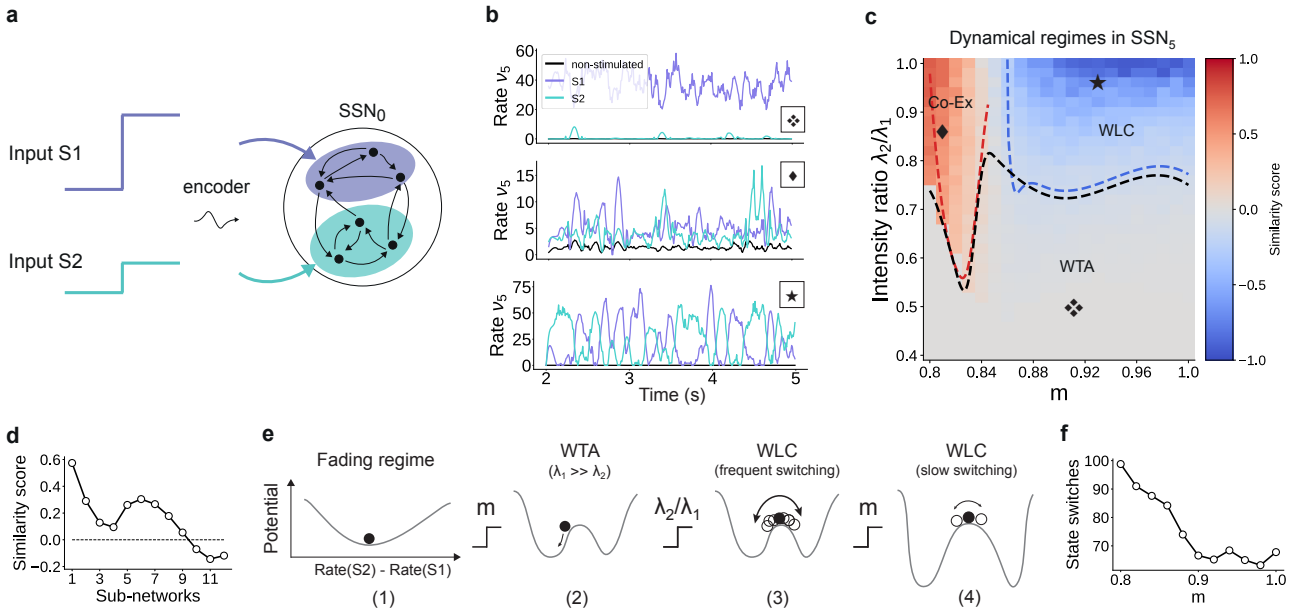 a
Input S1
Input S2
encoder
SSN0
b
60
40
20
0
Rate ν5
non-stimulated
S1
S2
15
10
5
0
Rate ν5
75
50
25
0
Rate ν5
2
3
4
5
Time (s)
c
Dynamical regimes in SSN5
1.0
0.9
0.8
0.7
0.6
0.5
0.4
Intensity ratio λ2/λ1
Co-Ex
WLC
WTA
0.8
0.84
0.88
0.92
0.96
1.0
m
1.0
0.5
0.0
−0.5
−1.0
Similarity score
d
0.6
0.4
0.2
0.0
−0.2
Similarity score
1
3
5
7
9
11
Sub-networks
e
Fading regime
Potential
Rate(S2) - Rate(S1)
(1)
m
WTA
(λ1 >> λ2)
(2)
λ2/λ1
WLC
(frequent switching)
(3)
m
WLC
(slow switching)
(4)
f
100
90
80
70
State switches
0.8
0.9
1.0
m